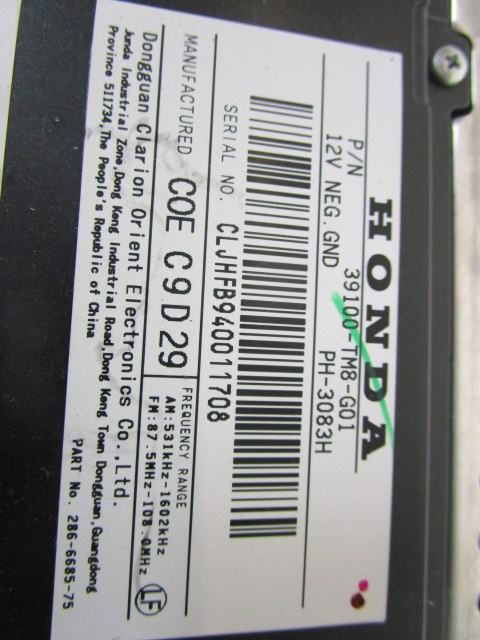 HONDA
P/N 39100-TM8-G01
12V NEG. GND PH-3083H
SERIAL NO. CLJHFB940011708
MANUFACTURED COE C9D29
FREQUENCY RANGE
AM:531kHz-1602kHz
FM:87.5MHz-108.0MHz
LF
Dongguan Clarion Orient Electronics Co.,Ltd.
Junda Industrial Zone,Dong Keng Industrial Road,Dong Keng Town Dongguan,Guangdong
Province 511734,The People's Republic of China
PART No. 286-6685-75